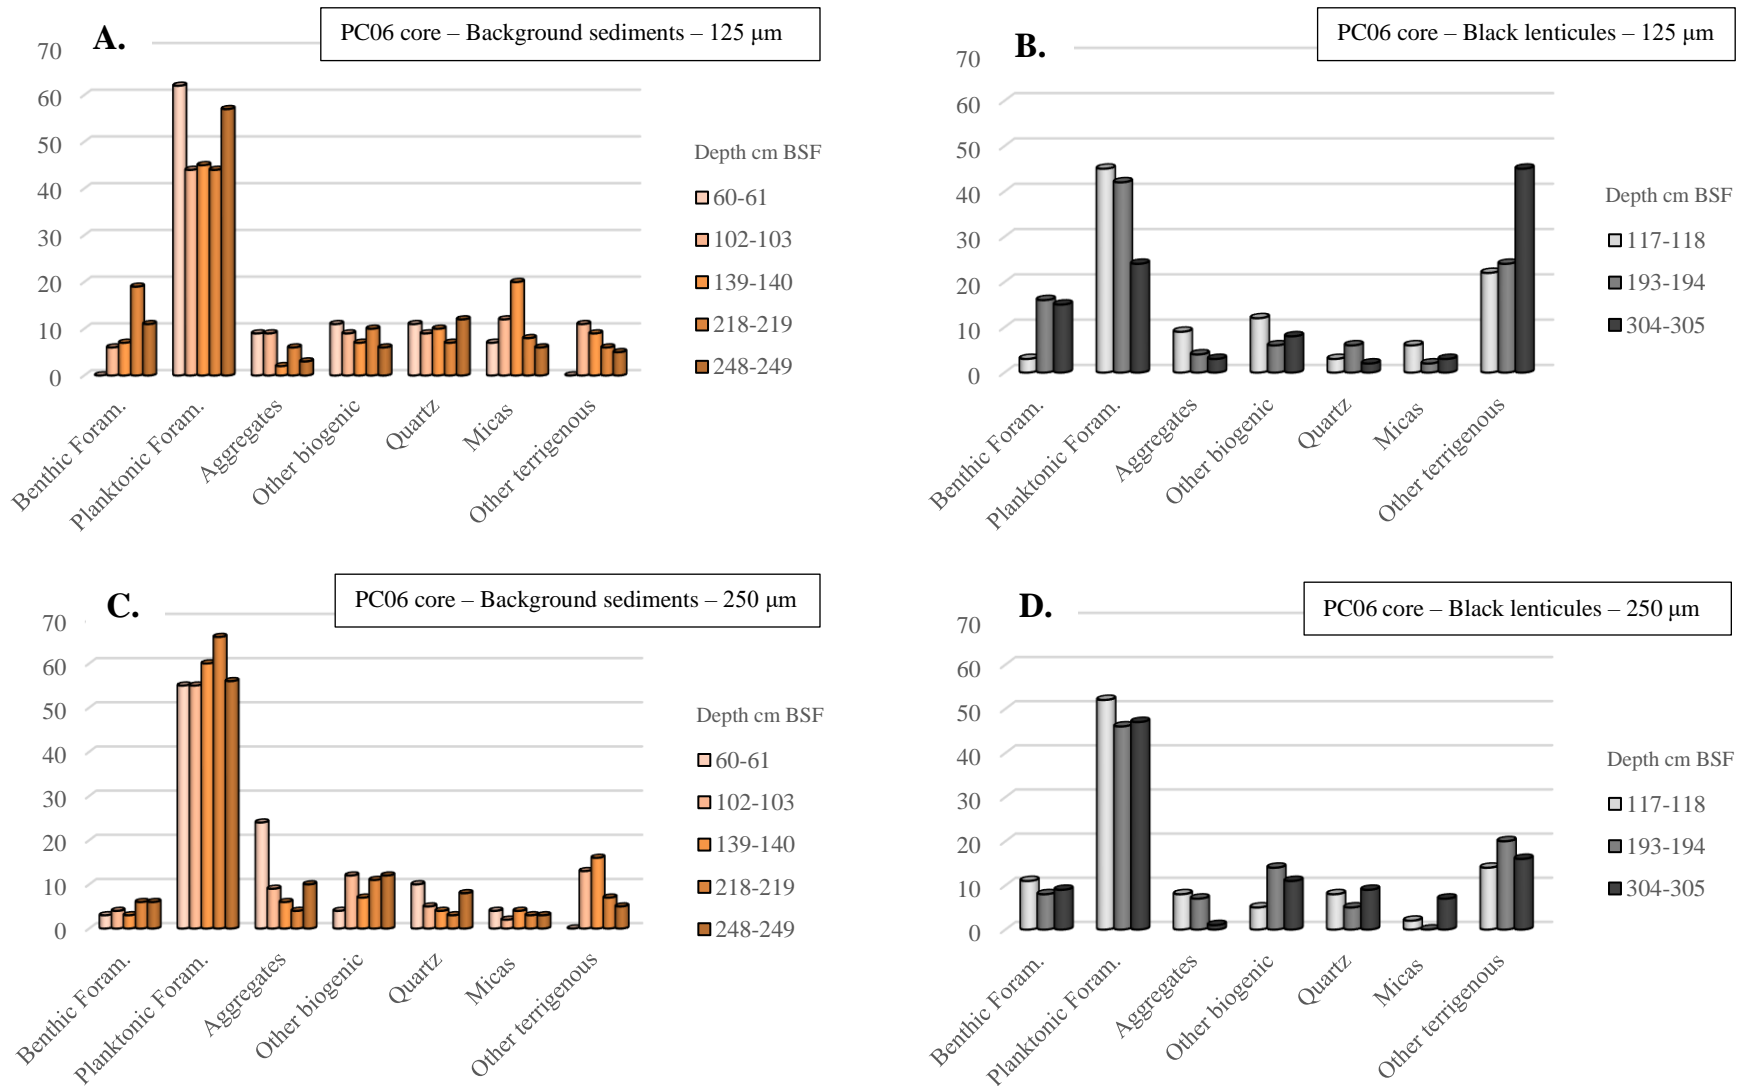 A.
PC06 core – Background sediments – 125 μm
70
60
50
40
30
20
10
0
Benthic Foram.
Planktonic Foram.
Aggregates
Other biogenic
Quartz
Micas
Other terrigenous
Depth cm BSF
60-61
102-103
139-140
218-219
248-249
B.
PC06 core – Black lenticules – 125 μm
70
60
50
40
30
20
10
0
Benthic Foram.
Planktonic Foram.
Aggregates
Other biogenic
Quartz
Micas
Other terrigenous
Depth cm BSF
117-118
193-194
304-305
C.
PC06 core – Background sediments – 250 μm
70
60
50
40
30
20
10
0
Benthic Foram.
Planktonic Foram.
Aggregates
Other biogenic
Quartz
Micas
Other terrigenous
Depth cm BSF
60-61
102-103
139-140
218-219
248-249
D.
PC06 core – Black lenticules – 250 μm
70
60
50
40
30
20
10
0
Benthic Foram.
Planktonic Foram.
Aggregates
Other biogenic
Quartz
Micas
Other terrigenous
Depth cm BSF
117-118
193-194
304-305